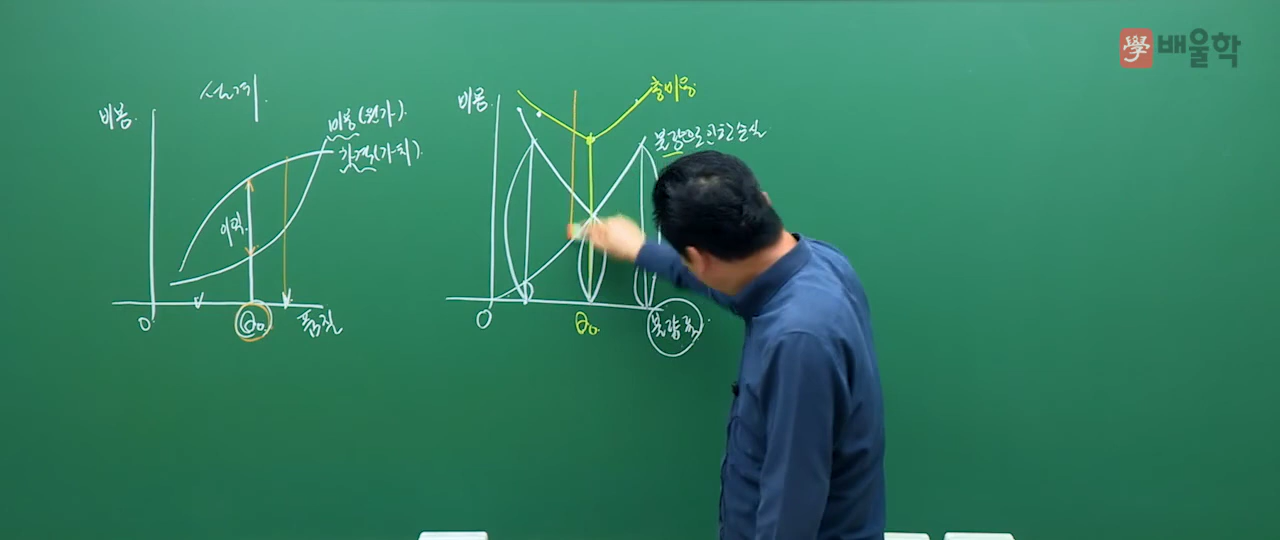 學 배울학
설계.
비용.
비용(원가).
가격(가치).
이익.
0
Q₀.
품질
비용.
총비용
불량으로 인한 손실
0
Q₀.
불량률